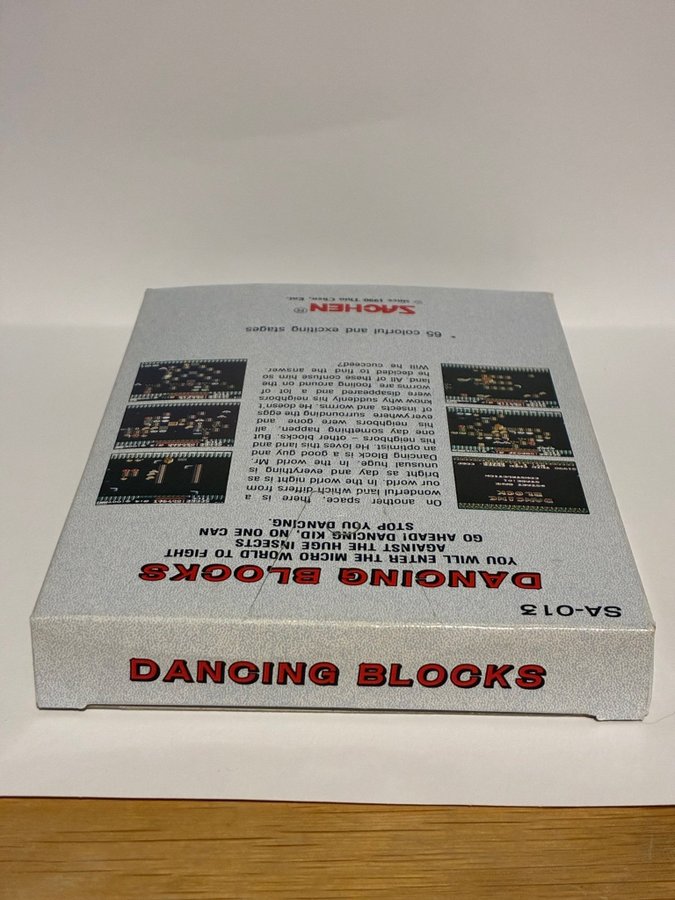 SA-013
DANCING BLOCKS
YOU WILL ENTER THE MICRO WORLD TO FIGHT
AGAINST THE HUGE INSECTS
GO AHEAD! DANCING KID, NO ONE CAN
STOP YOU DANCING.
On another space, there is a
wonderful land which differs from
our world. In the world night is as
bright as day and everything is
unusual huge. In the world Mr.
Dancing Block is a good guy and
an optimist. He loves this land and
his neighbors – other blocks. But
one day something happen, all
his neighbors were gone and
everywhere surrounding the eggs
of insects and worms. He doesn't
know why suddenly his neighbors
were disappeared and a lot of
worms are fooling around on the
land. All of these confuse him so
he decided to find the answer.
Will he succeed?
DANCING
BLOCK
* 65 colorful and exciting stages
SACHEN ®
© since 1990 Thin Chen. Ent.
DANCING BLOCKS